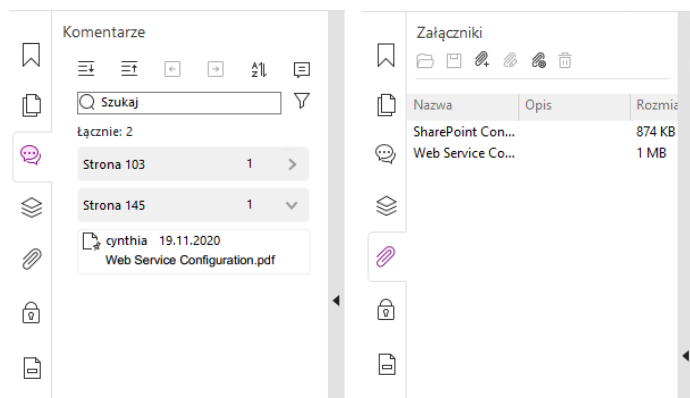 Komentarze
Szukaj
Łącznie: 2
Strona 103 1
Strona 145 1
cynthia 19.11.2020
Web Service Configuration.pdf
Załączniki
Nazwa Opis Rozmia
SharePoint Con... 874 KB
Web Service Co... 1 MB